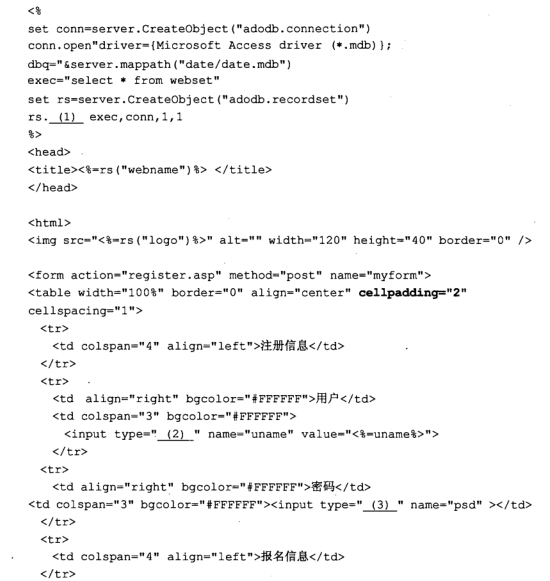 <%
set conn=server.CreateObject("adodb.connection")
conn.open"driver={Microsoft Access driver (*.mdb)};
dbq="&server.mappath("date/date.mdb")
exec="select * from webset"
set rs=server.CreateObject("adodb.recordset")
rs. (1) exec,conn,1,1
%>
<head>
<title><%=rs("webname")%> </title>
</head>
<html>
<img src="<%=rs("logo")%>" alt="" width="120" height="40" border="0" />
<form action="register.asp" method="post" name="myform">
<table width="100%" border="0" align="center" cellpadding="2"
cellspacing="1">
<tr>
<td colspan="4" align="left">注册信息</td>
</tr>
<tr>
<td align="right" bgcolor="#FFFFFF">用户</td>
<td colspan="3" bgcolor="#FFFFFF">
<input type=" (2) " name="uname" value="<%=uname%>">
</td>
<tr>
<td align="right" bgcolor="#FFFFFF">密码</td>
<td colspan="3" bgcolor="#FFFFFF"><input type=" (3) " name="psd" ></td>
</tr>
<tr>
<td colspan="4" align="left">报名信息</td>
</tr>